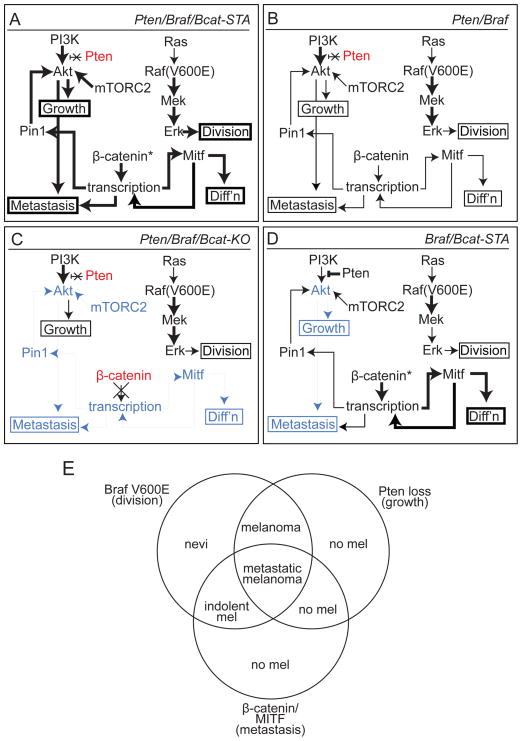 A Pten/Braf/Bcat-STA
PI3K
Pten
Akt
mTORC2
Growth
Pin1
Ras
Raf(V600E)
Mek
Erk Division
β-catenin*
Mitf
transcription
Metastasis
Diff'n
B Pten/Braf
PI3K
Pten
Akt
mTORC2
Growth
Pin1
Ras
Raf(V600E)
Mek
Erk Division
β-catenin
Mitf
transcription
Metastasis
Diff'n
C Pten/Braf/Bcat-KO
PI3K
Pten
Akt
mTORC2
Growth
Pin1
Ras
Raf(V600E)
Mek
Erk Division
β-catenin
Mitf
transcription
Metastasis
Diff'n
D Braf/Bcat-STA
PI3K
Pten
Akt
mTORC2
Growth
Pin1
Ras
Raf(V600E)
Mek
Erk Division
β-catenin*
Mitf
transcription
Metastasis
Diff'n
E
Braf V600E
(division)
Pten loss
(growth)
melanoma
nevi
no mel
metastatic
melanoma
indolent
mel
no mel
no mel
β-catenin/
MITF
(metastasis)